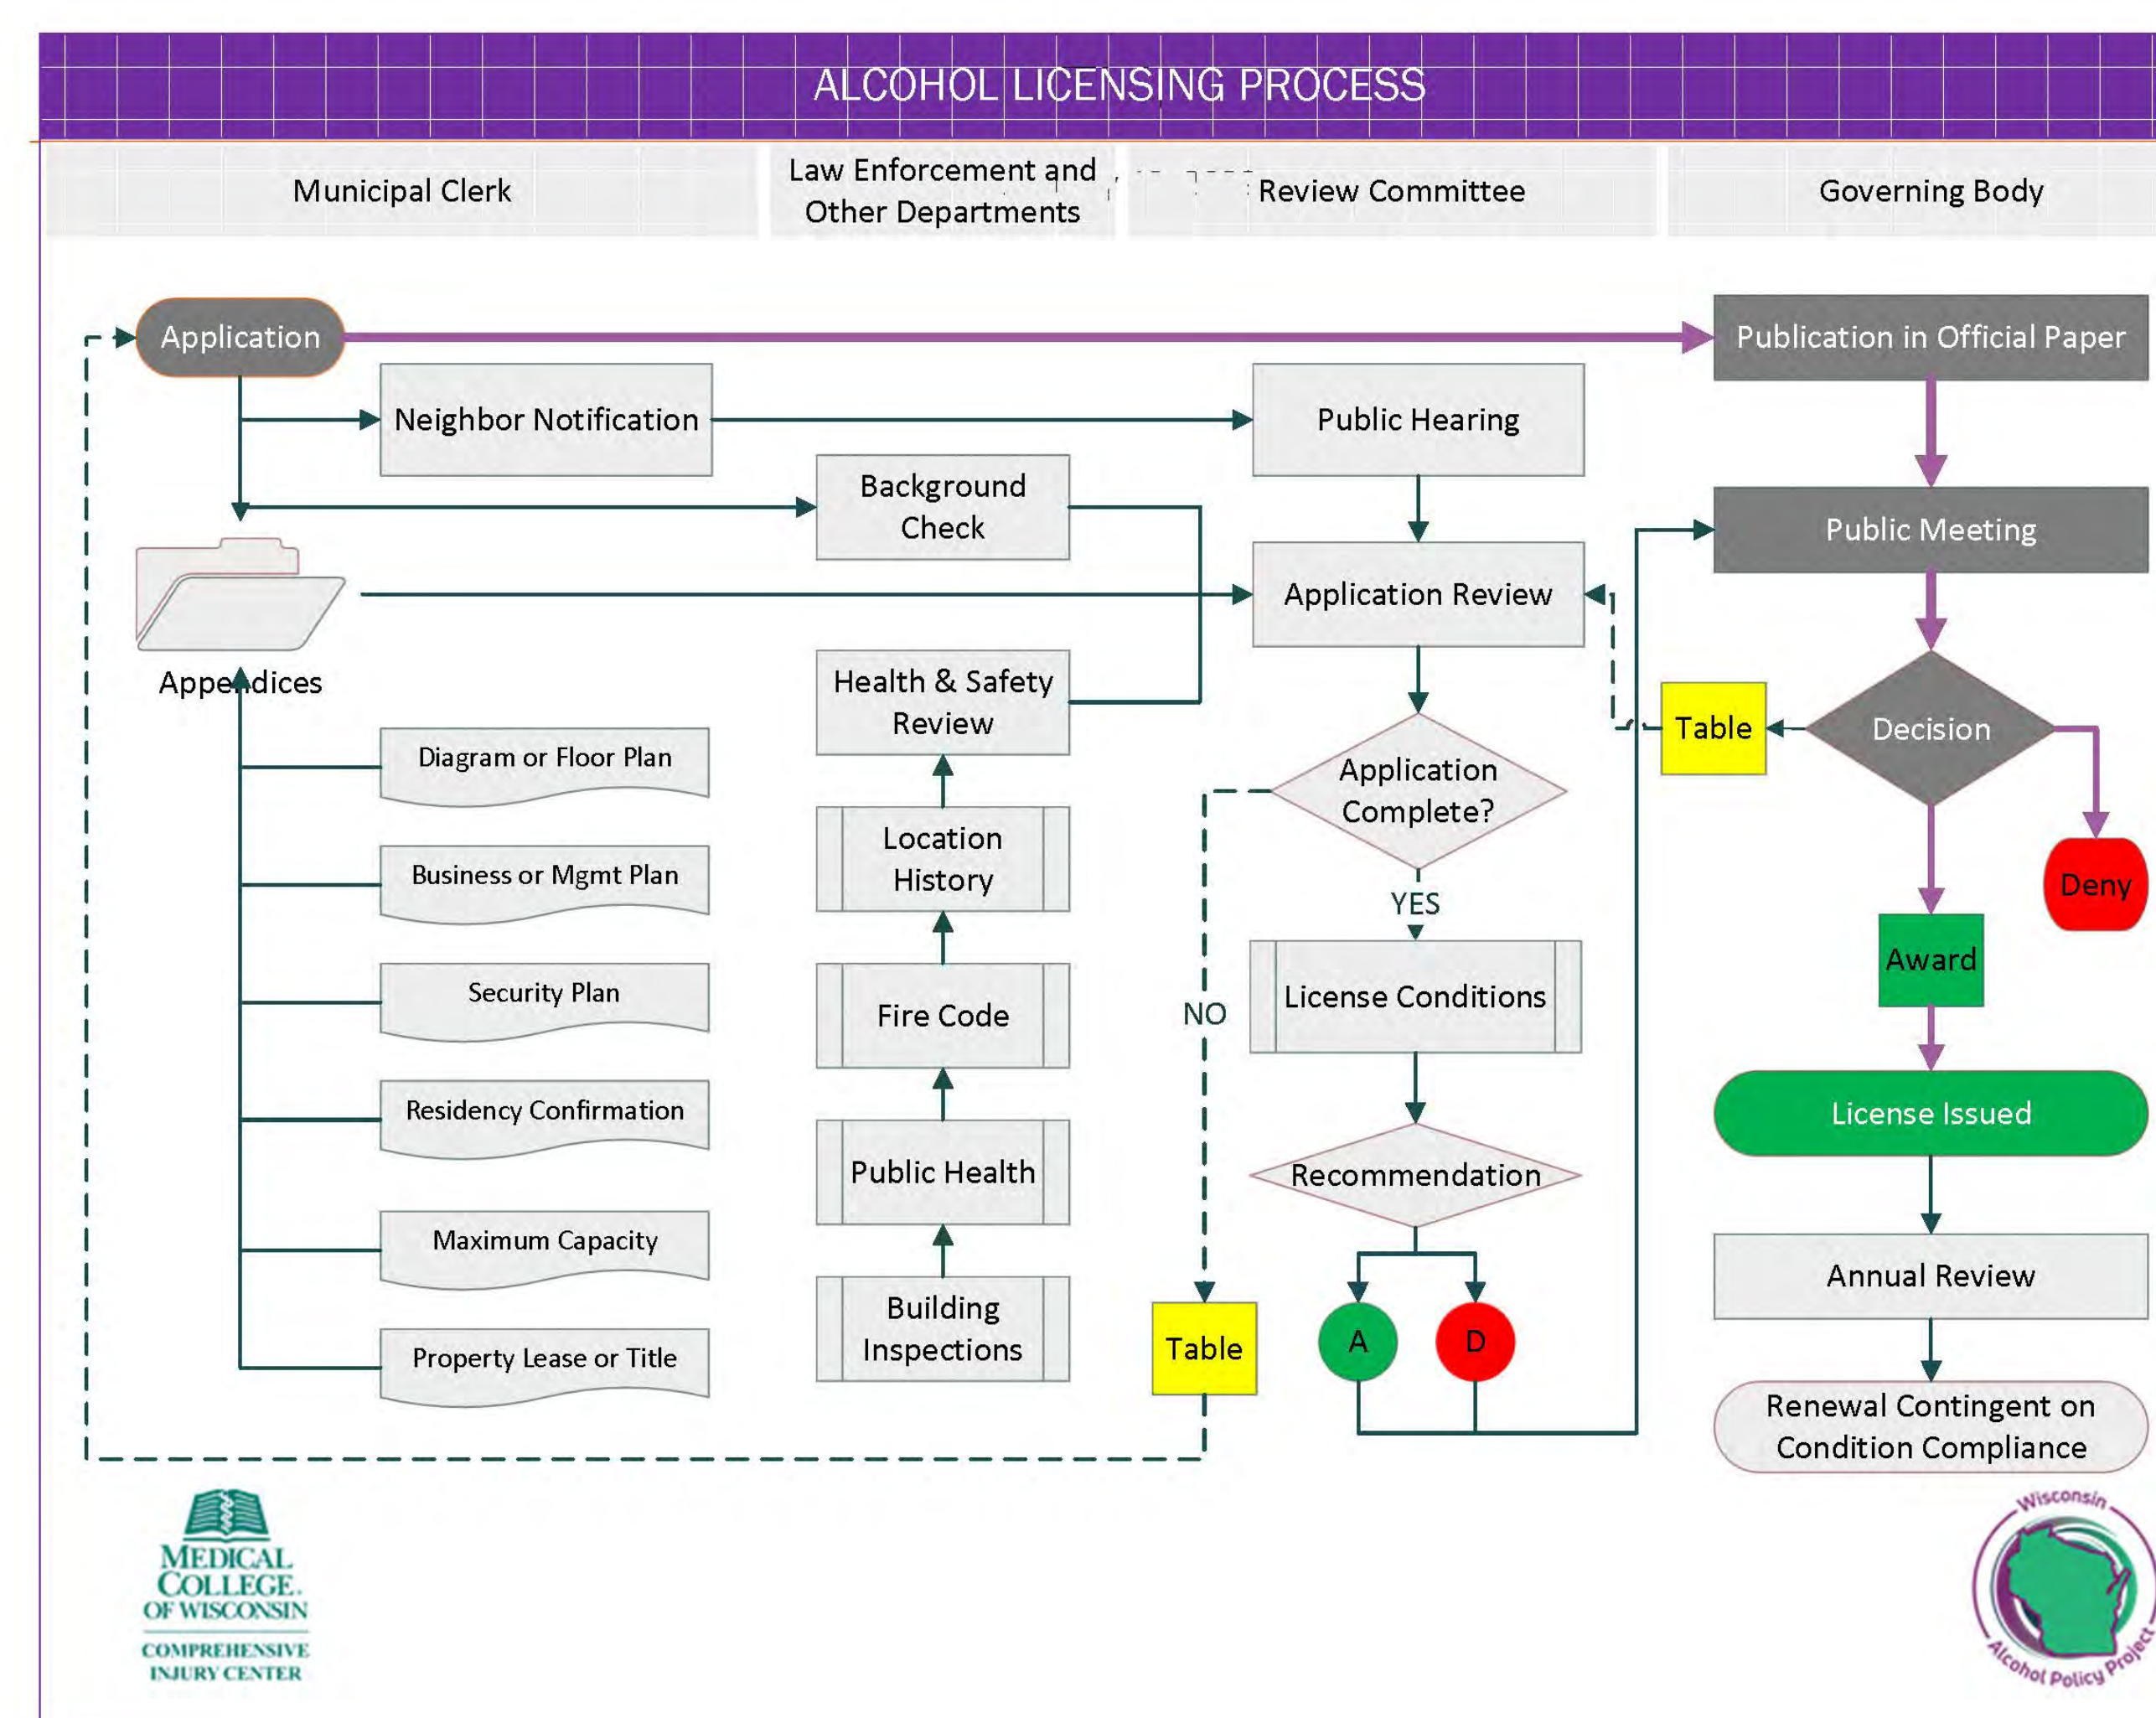 ALCOHOL LICENSING PROCESS
Municipal Clerk
Law Enforcement and
Other Departments
Review Committee
Governing Body
Application
Publication in Official Paper
Neighbor Notification
Public Hearing
Background
Check
Public Meeting
Application Review
Appendices
Health & Safety
Review
Table
Decision
Diagram or Floor Plan
Application
Complete?
Location
History
Business or Mgmt Plan
YES
Deny
Award
Security Plan
Fire Code
NO
License Conditions
Residency Confirmation
License Issued
Public Health
Recommendation
Maximum Capacity
Annual Review
Building
Inspections
Property Lease or Title
Table
A
D
Renewal Contingent on
Condition Compliance
MEDICAL
COLLEGE.
OF WISCONSIN
COMPREHENSIVE
INJURY CENTER
Wisconsin
Alcohol Policy Project